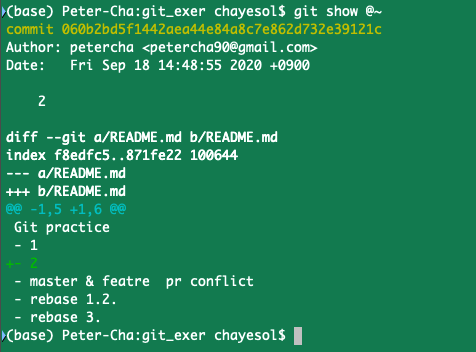 (base) Peter-Cha:git_exer chayesol$ git show @~
commit 060b2bd5f1442aea44e84a8c7e862d732e39121c
Author: petercha <petercha90@gmail.com>
Date:   Fri Sep 18 14:48:55 2020 +0900
    2
diff --git a/README.md b/README.md
index f8edfc5..871fe22 100644
--- a/README.md
+++ b/README.md
@@ -1,5 +1,6 @@
 Git practice
 - 1
+- 2
 - master & featre  pr conflict
 - rebase 1.2.
 - rebase 3.
(base) Peter-Cha:git_exer chayesol$